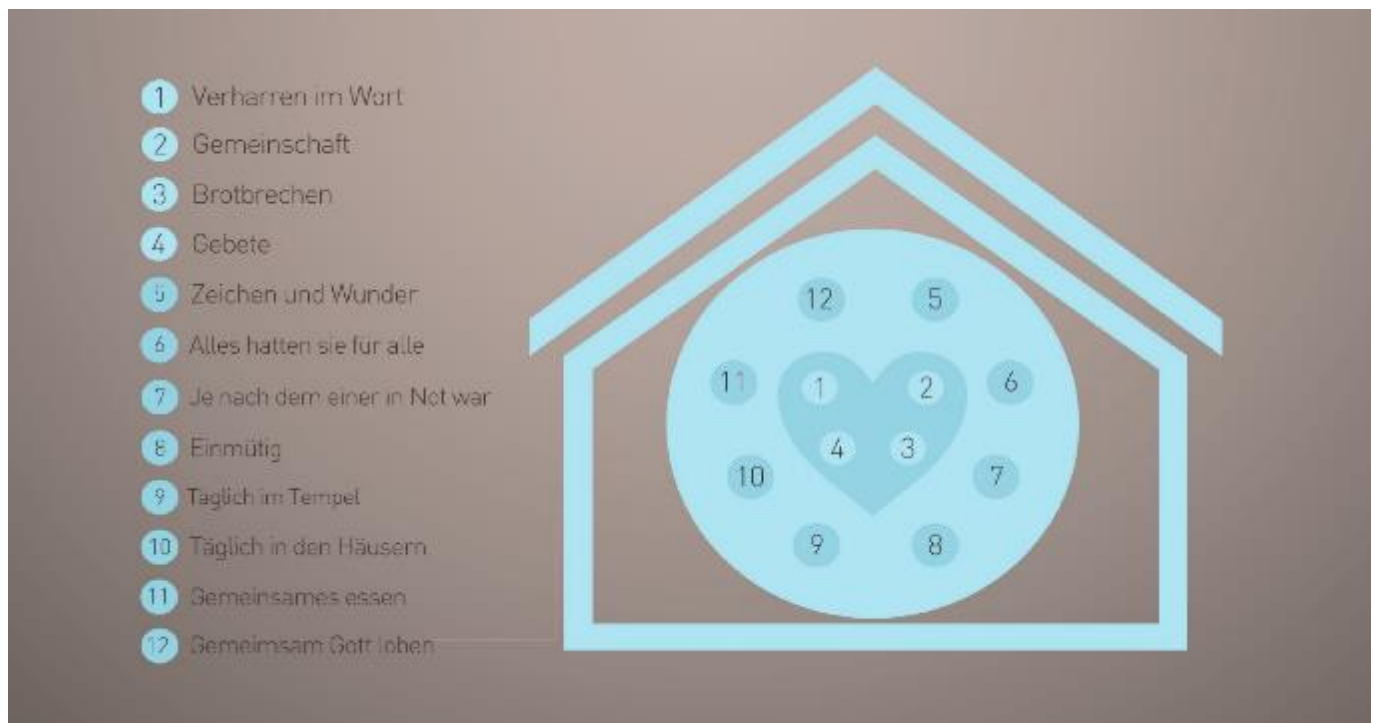 1 Verharren im Wort
2 Gemeinschaft
3 Brotbrechen
4 Gebete
5 Zeichen und Wunder
6 Alles hatten sie für alle
7 Je nach dem einer in Not war
8 Einmütig
9 Täglich im Tempel
10 Täglich in den Häusern
11 Gemeinsames essen
12 Gemeimsam Gott loben
12 5
11 1 2 6
4 3
10 7
9 8